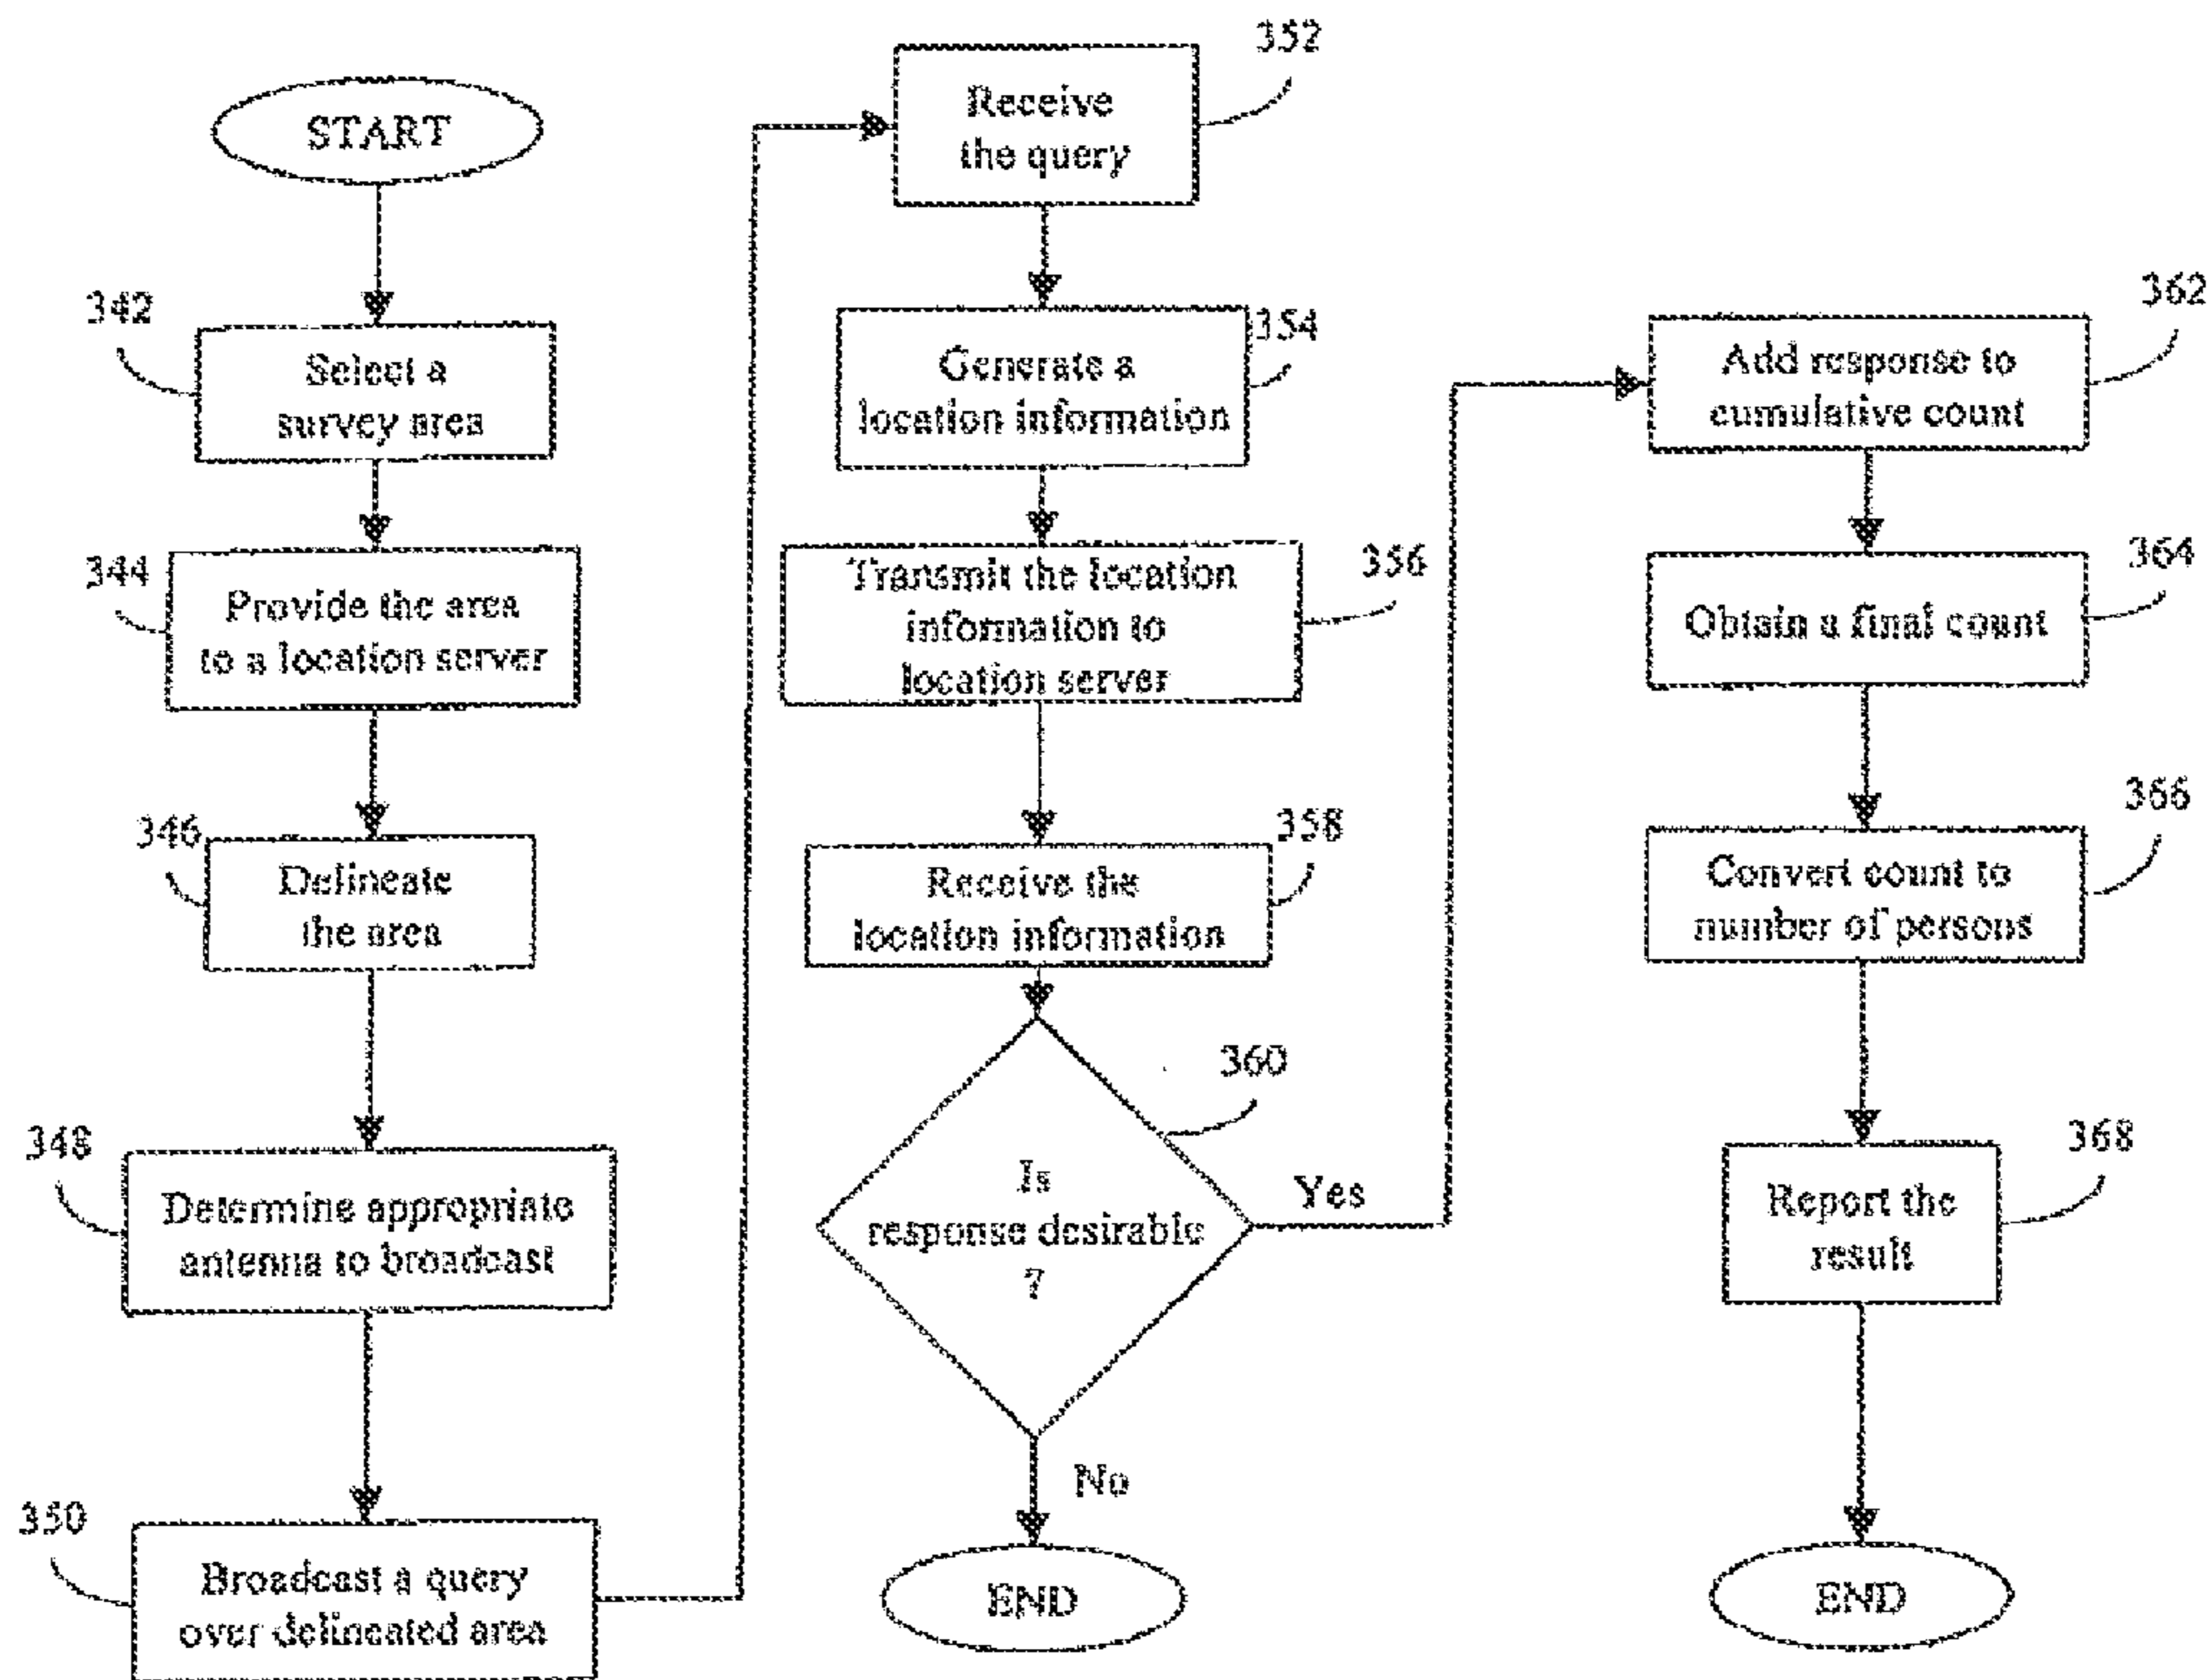 START
342
Select a
survey area
344
Provide the area
to a location server
346
Delineate
the area
348
Determine appropriate
antenna to broadcast
350
Broadcast a query
over delineated area
352
Receive
the query
354
Generate a
location information
356
Transmit the location
information to
location server
358
Receive the
location information
360
Is
response desirable
?
Yes
No
END
362
Add response to
cumulative count
364
Obtain a final count
366
Convert count to
number of persons
368
Report the
result
END